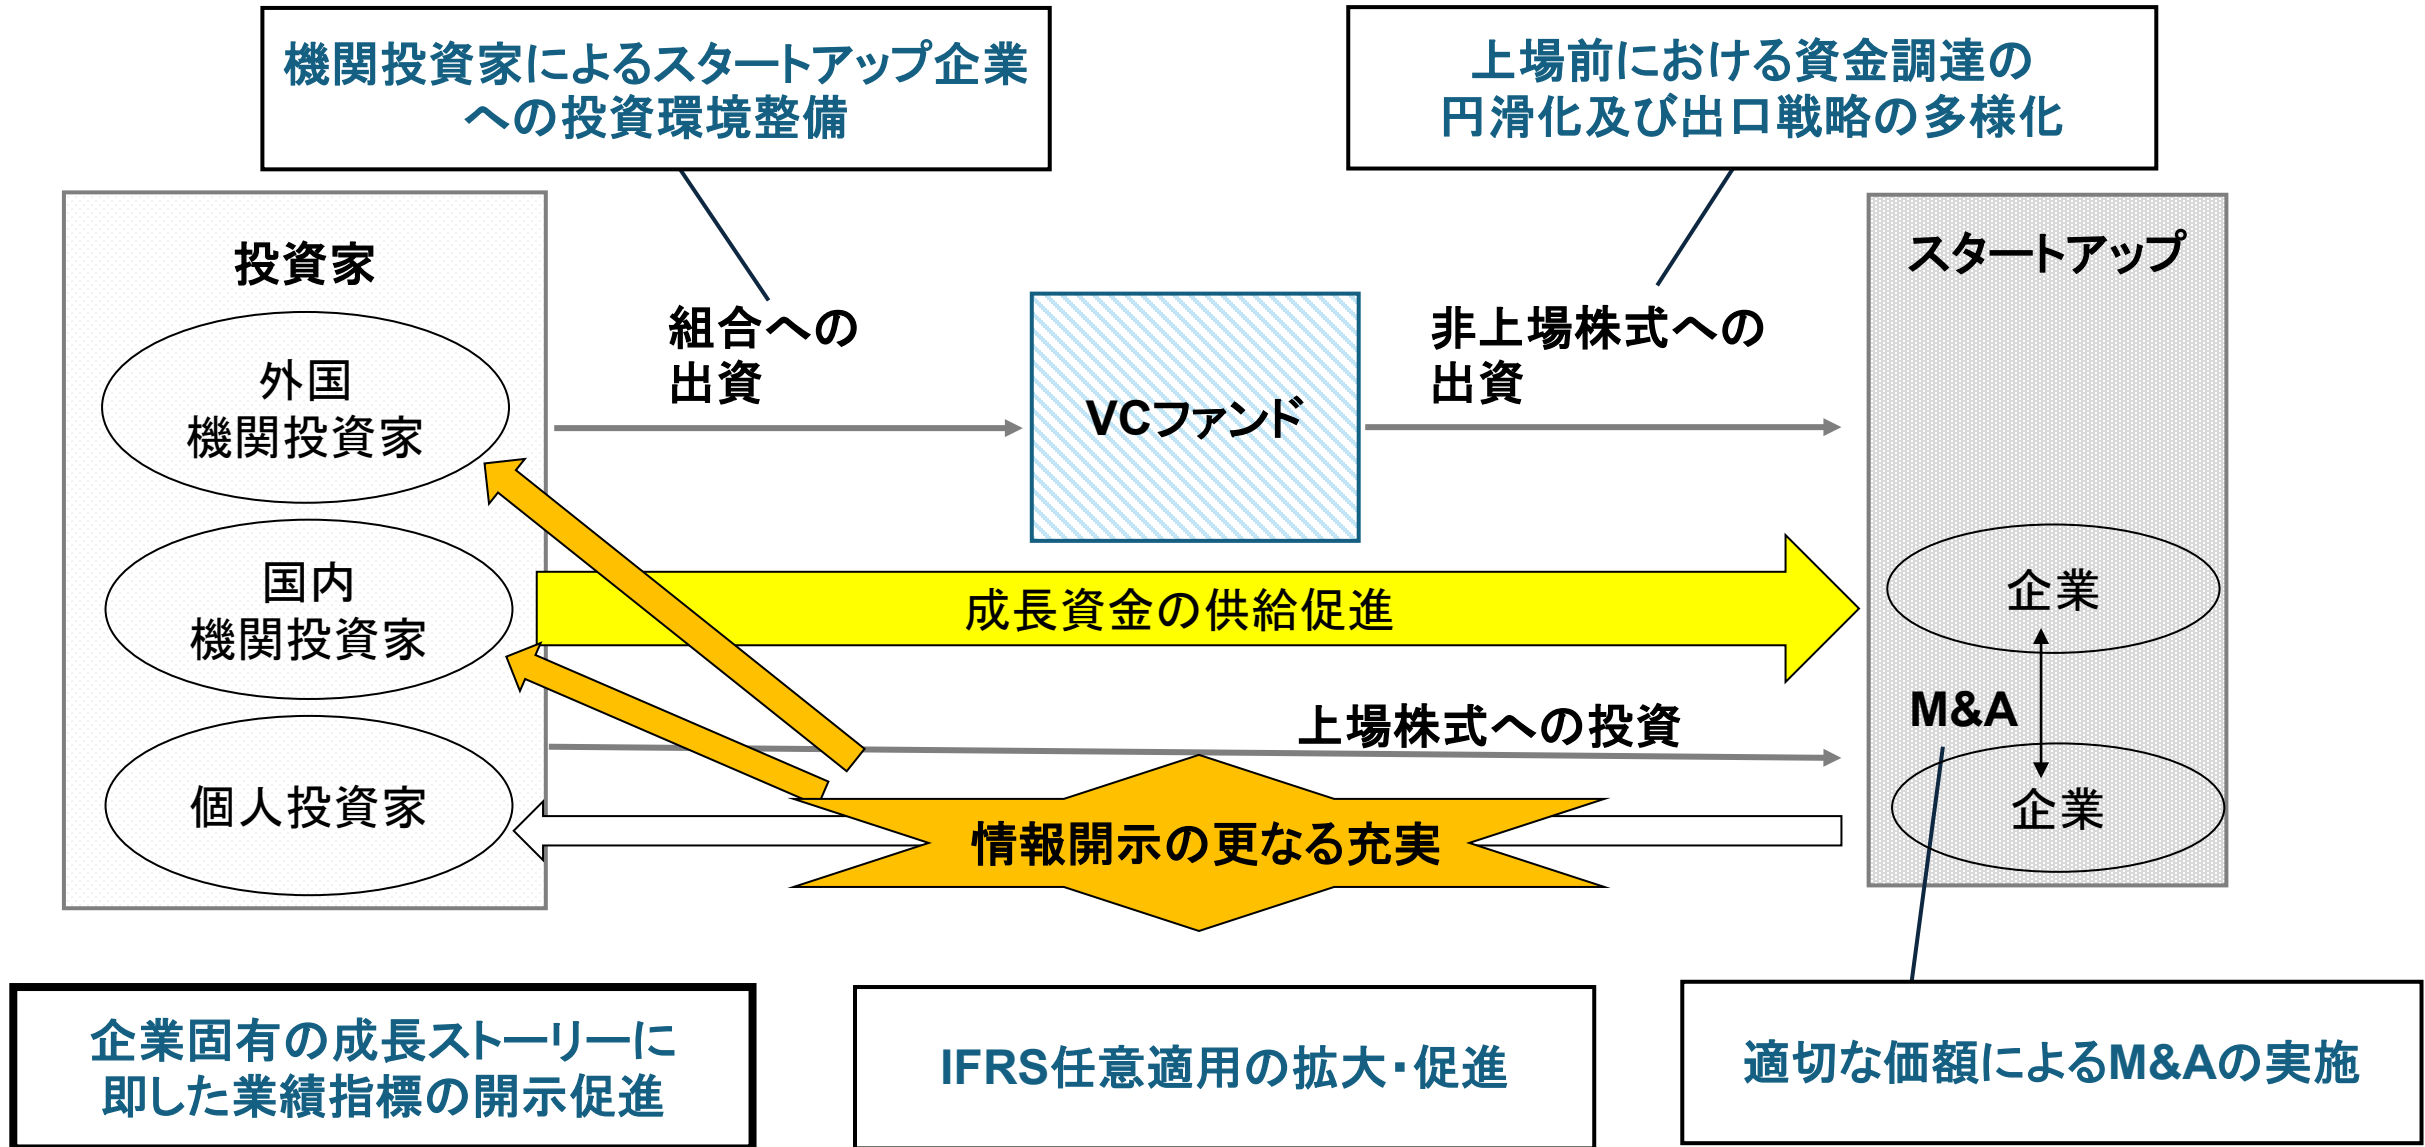 機関投資家によるスタートアップ企業
への投資環境整備
上場前における資金調達の
円滑化及び出口戦略の多様化
投資家
外国
機関投資家
国内
機関投資家
個人投資家
組合への
出資
VCファンド
非上場株式への
出資
スタートアップ
企業
M&A
企業
成長資金の供給促進
上場株式への投資
情報開示の更なる充実
企業固有の成長ストーリーに
即した業績指標の開示促進
IFRS任意適用の拡大・促進
適切な価額によるM&Aの実施